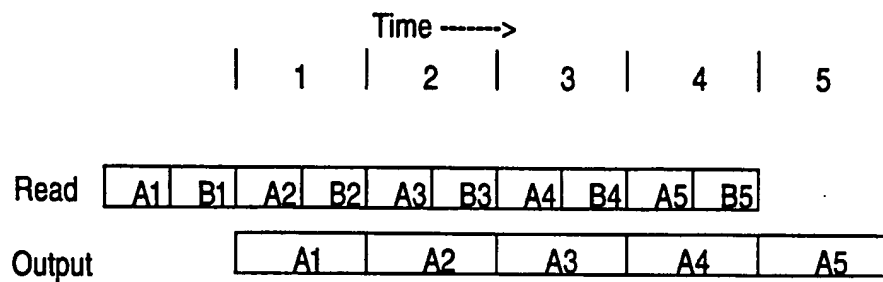 Time ------->
| 1 | 2 | 3 | 4 | 5
Read A1 B1 A2 B2 A3 B3 A4 B4 A5 B5
Output A1 A2 A3 A4 A5